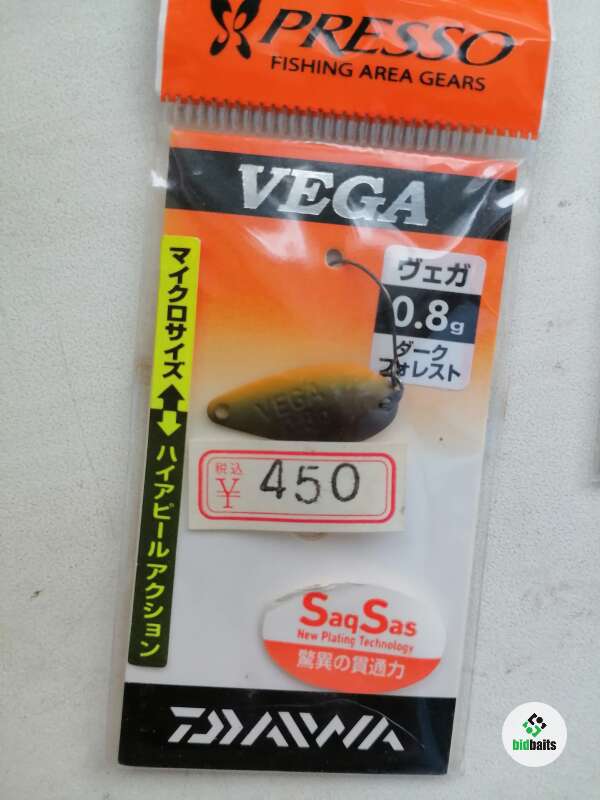 PRESSO
FISHING AREA GEARS
VEGA
ヴェガ
0.8g
ダーク
フォレスト
マイクロサイズ
ハイアピールアクション
VEGA
税込
¥ 450
SaqSas
New Plating Technology
驚異の貫通力
DAIWA
bidbaits